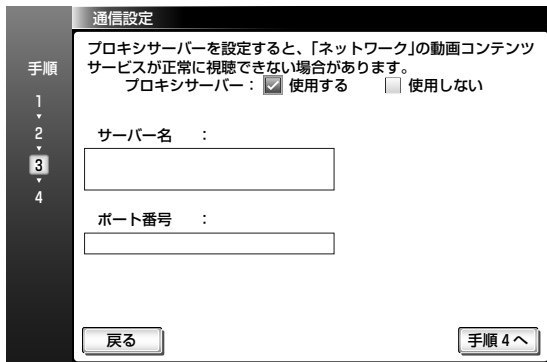 通信設定
手順
1
2
3
4
プロキシサーバーを設定すると、「ネットワーク」の動画コンテンツ
サービスが正常に視聴できない場合があります。
プロキシサーバー： 使用する 使用しない
サーバー名 ：
ポート番号 ：
戻る
手順4へ